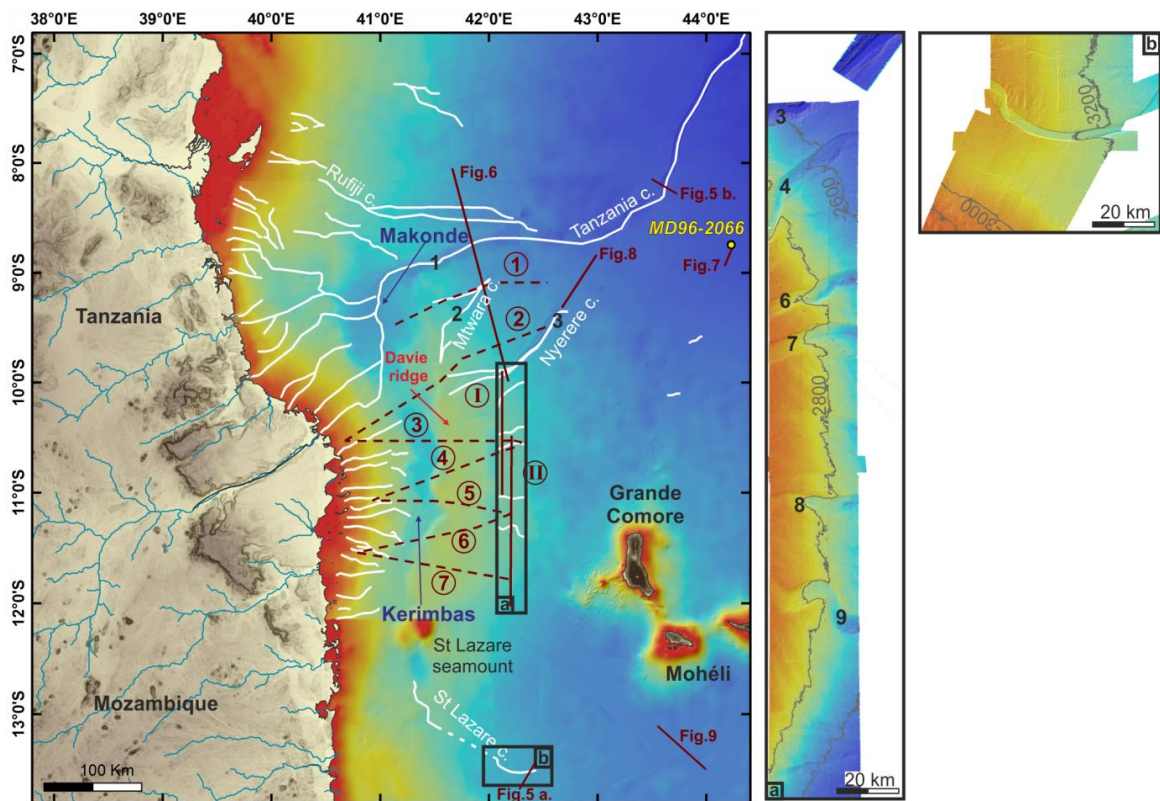 38°0'E 39°0'E 40°0'E 41°0'E 42°0'E 43°0'E 44°0'E
7°0'S
8°0'S
9°0'S
10°0'S
11°0'S
12°0'S
13°0'S
Fig.6
Rufiji c.
Tanzania c.
Fig.5 b.
Makonde
MD96-2066
Fig.7
1
1
Fig.8
Tanzania
Mtwara c.
2
2
3
Nyerere c.
Davie
ridge
I
3
4
II
5
6
7
Grande
Comore
a
Kerimbas
St Lazare
seamount
Mohéli
Mozambique
St Lazare c.
b
Fig.9
Fig.5 a.
100 Km
3
4
6
7
2800
8
9
a
20 km
b
3200
3000
20 km